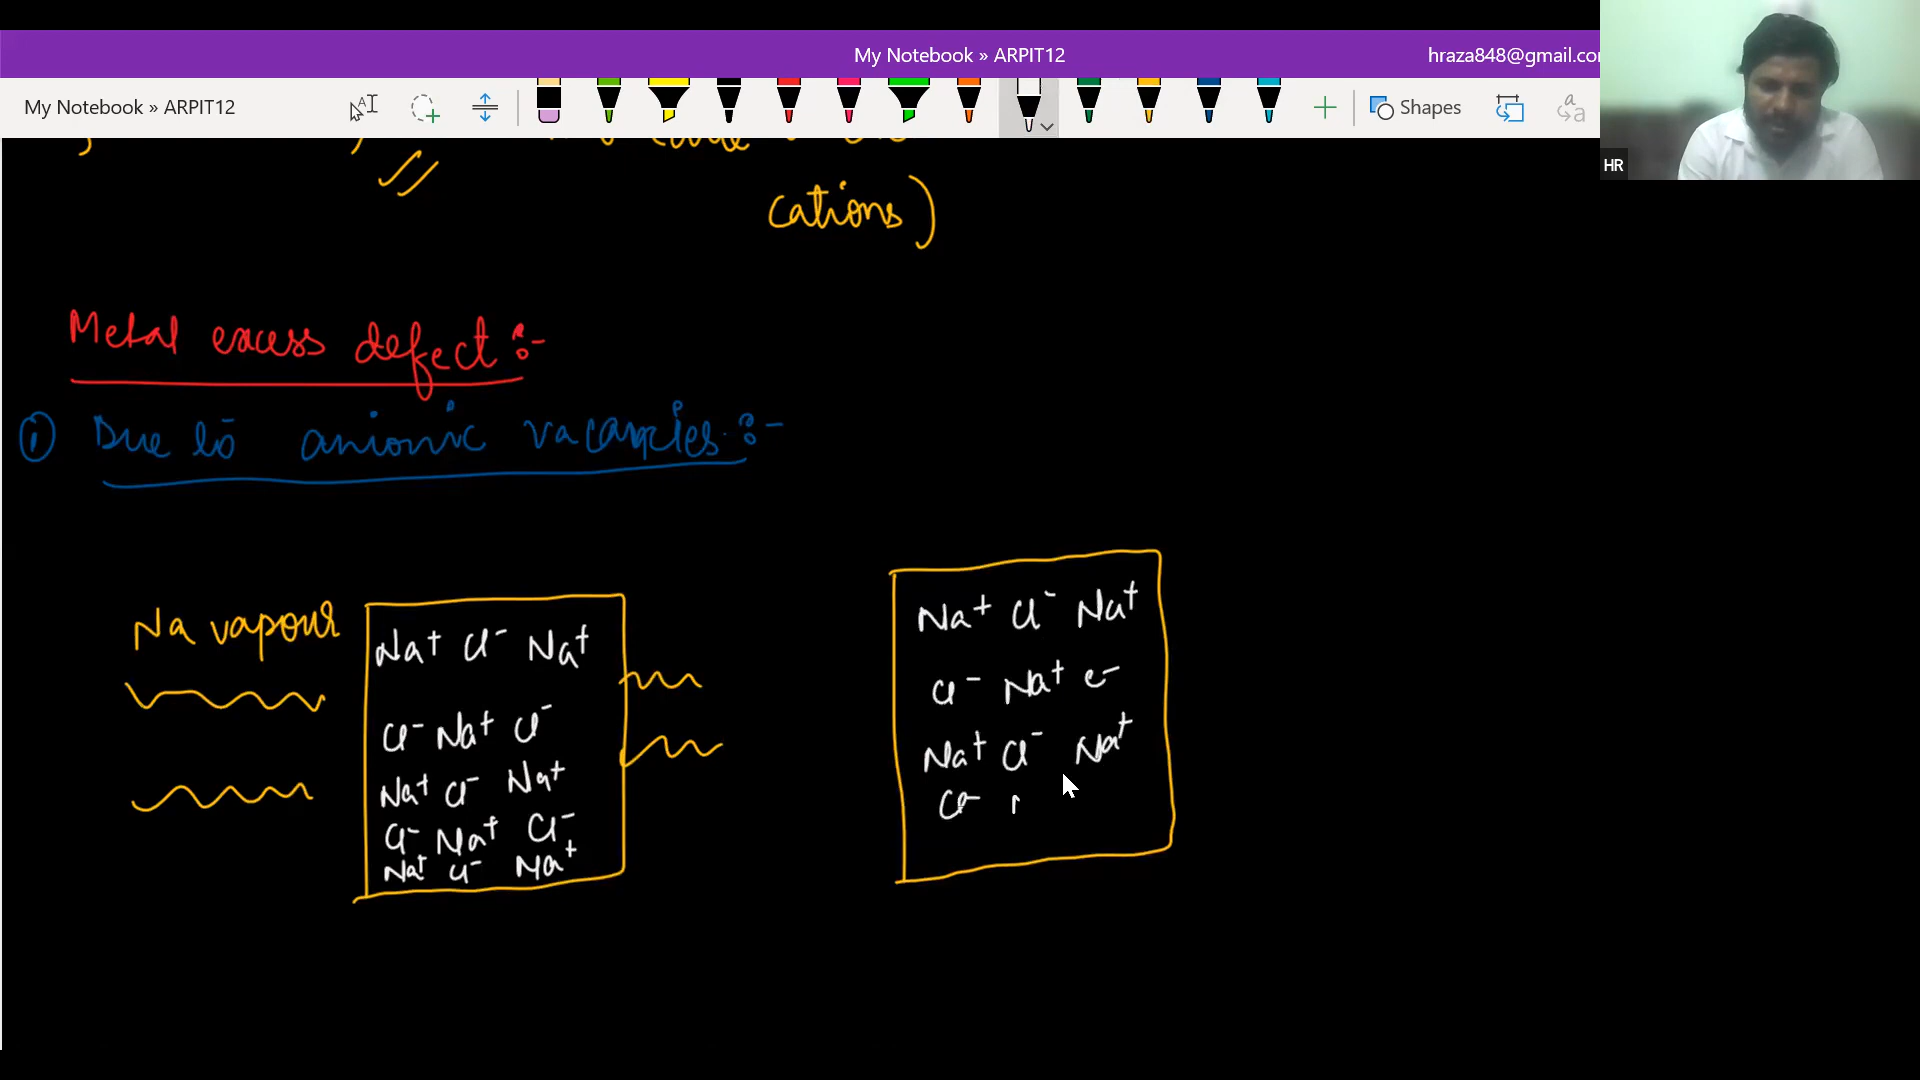 My Notebook » ARPIT12
hraza848@gmail.co
My Notebook » ARPIT12
Shapes
HR
cations)
Metal excess defect :-
① Due to anionic vacancies :-
Na vapour
Na⁺ Cl⁻ Na⁺
Cl⁻ Na⁺ Cl⁻
Na⁺ Cl⁻ Na⁺
Cl⁻ Na⁺ Cl⁻
Na⁺ Cl⁻ Na⁺
Na⁺ Cl⁻ Na⁺
Cl⁻ Na⁺ e⁻
Na⁺ Cl⁻ Na⁺
Cl⁻